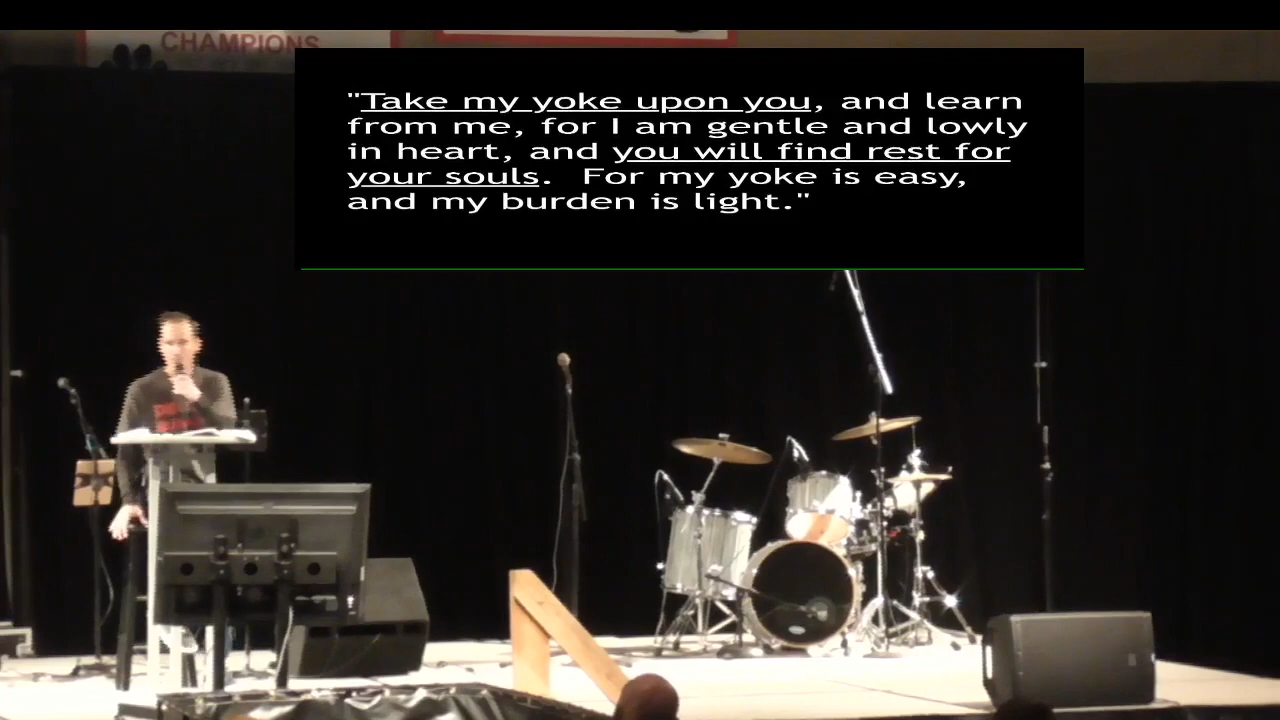 CHAMPIONS
"Take my yoke upon you, and learn
from me, for I am gentle and lowly
in heart, and you will find rest for
your souls.  For my yoke is easy,
and my burden is light."